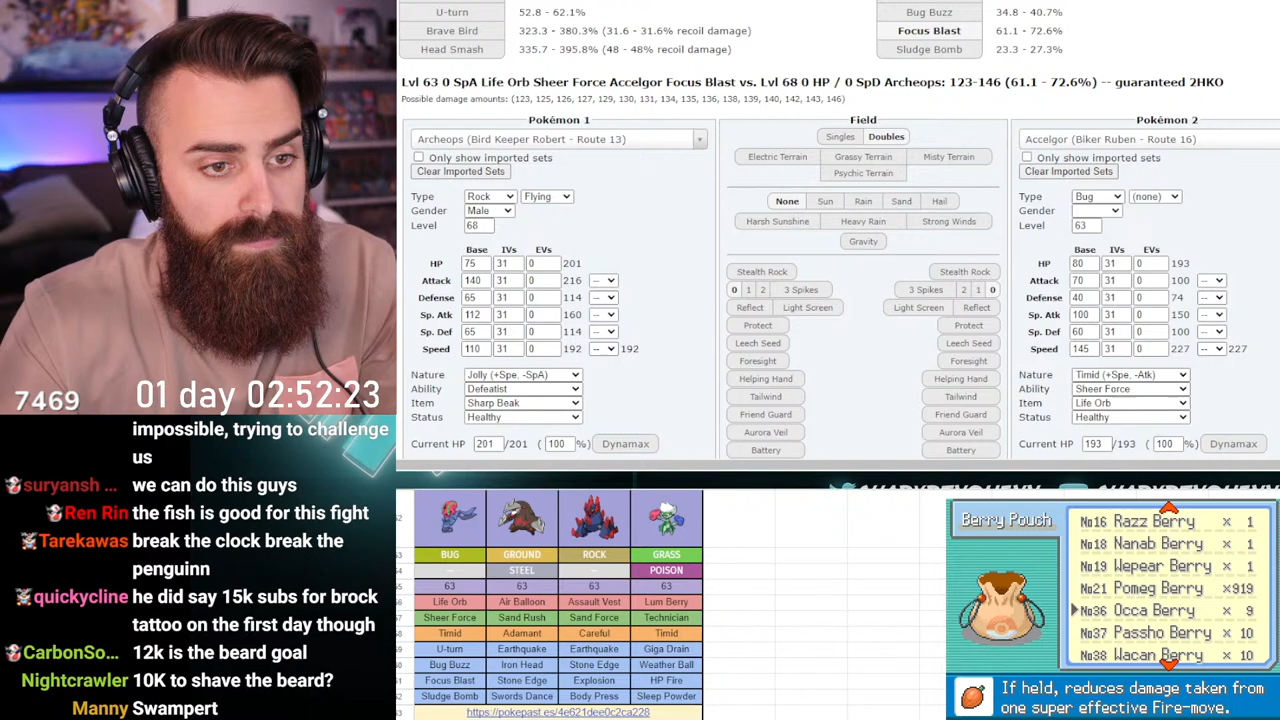 U-turn 52.8 - 62.1%
Brave Bird 323.3 - 380.3% (31.6 - 31.6% recoil damage)
Head Smash 335.7 - 395.8% (48 - 48% recoil damage)
Bug Buzz 34.8 - 40.7%
Focus Blast 61.1 - 72.6%
Sludge Bomb 23.3 - 27.3%
Lvl 63 0 SpA Life Orb Sheer Force Accelgor Focus Blast vs. Lvl 68 0 HP / 0 SpD Archeops: 123-146 (61.1 - 72.6%) -- guaranteed 2HKO
Possible damage amounts: (123, 125, 126, 127, 129, 130, 131, 134, 135, 136, 138, 139, 140, 142, 143, 146)
Pokémon 1
Archeops (Bird Keeper Robert - Route 13)
Only show imported sets
Clear Imported Sets
Type Rock Flying
Gender Male
Level 68
Base IVs EVs
HP 75 31 0 201
Attack 140 31 0 216 --
Defense 65 31 0 114 --
Sp. Atk 112 31 0 160 --
Sp. Def 65 31 0 114 --
Speed 110 31 0 192 -- 192
Nature Jolly (+Spe, -SpA)
Ability Defeatist
Item Sharp Beak
Status Healthy
Current HP 201 /201 ( 100 %) Dynamax
Field
Singles Doubles
Electric Terrain Grassy Terrain Misty Terrain
Psychic Terrain
None Sun Rain Sand Hail
Harsh Sunshine Heavy Rain Strong Winds
Gravity
Stealth Rock Stealth Rock
0 1 2 3 Spikes 3 Spikes 2 1 0
Reflect Light Screen Light Screen Reflect
Protect Protect
Leech Seed Leech Seed
Foresight Foresight
Helping Hand Helping Hand
Tailwind Tailwind
Friend Guard Friend Guard
Aurora Veil Aurora Veil
Battery Battery
Pokémon 2
Accelgor (Biker Ruben - Route 16)
Only show imported sets
Clear Imported Sets
Type Bug (none)
Gender
Level 63
Base IVs EVs
HP 80 31 0 193
Attack 70 31 0 100 --
Defense 40 31 0 74 --
Sp. Atk 100 31 0 150 --
Sp. Def 60 31 0 100 --
Speed 145 31 0 227 -- 227
Nature Timid (+Spe, -Atk)
Ability Sheer Force
Item Life Orb
Status Healthy
Current HP 193 /193 ( 100 %) Dynamax
7469
01 day 02:52:23
impossible, trying to challenge
us
suryansh ... we can do this guys
Ren Rin the fish is good for this fight
Tarekawas break the clock break the
penguinn
quickycline he did say 15k subs for brock
tattoo on the first day though
CarbonSo... 12k is the beard goal
Nightcrawler 10K to shave the beard?
Manny Swampert
BUG GROUND ROCK GRASS
-- STEEL -- POISON
63 63 63 63
Life Orb Air Balloon Assault Vest Lum Berry
Sheer Force Sand Rush Sand Force Technician
Timid Adamant Careful Timid
U-turn Earthquake Earthquake Giga Drain
Bug Buzz Iron Head Stone Edge Weather Ball
Focus Blast Stone Edge Explosion HP Fire
Sludge Bomb Swords Dance Body Press Sleep Powder
https://pokepast.es/4e621dee0c2ca228
Berry Pouch
No16 Razz Berry × 1
No18 Nanab Berry × 1
No19 Wepear Berry × 1
No21 Pomeg Berry ×919
No36 Occa Berry × 9
No37 Passho Berry × 10
No38 Wacan Berry × 10
If held, reduces damage taken from
one super effective Fire-move.